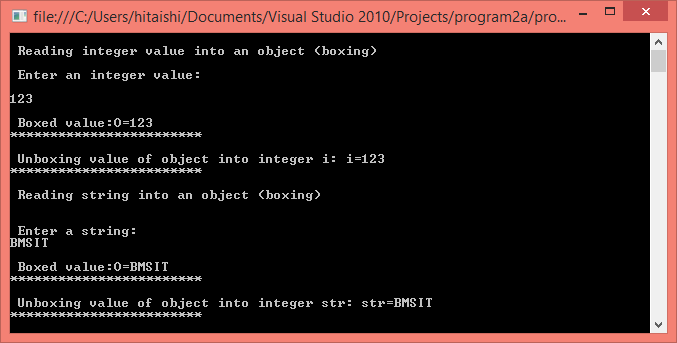 file:///C:/Users/hitaishi/Documents/Visual Studio 2010/Projects/program2a/pro...
Reading integer value into an object (boxing)
Enter an integer value:
123
Boxed value:O=123
************************
Unboxing value of object into integer i: i=123
************************
Reading string into an object (boxing)
Enter a string:
BMSIT
Boxed value:O=BMSIT
************************
Unboxing value of object into integer str: str=BMSIT
************************